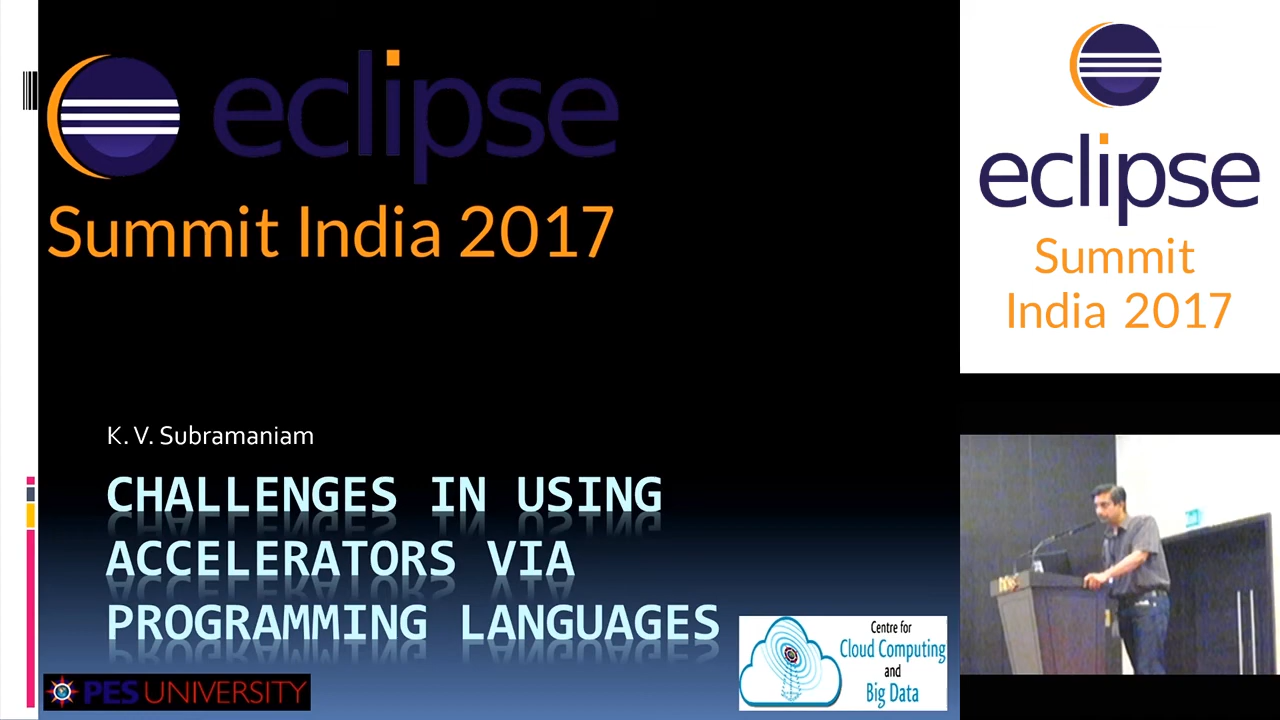 eclipse
Summit India 2017
K. V. Subramaniam
CHALLENGES IN USING
ACCELERATORS VIA
PROGRAMMING LANGUAGES
PES UNIVERSITY
Centre for
Cloud Computing
and
Big Data
eclipse
Summit
India 2017